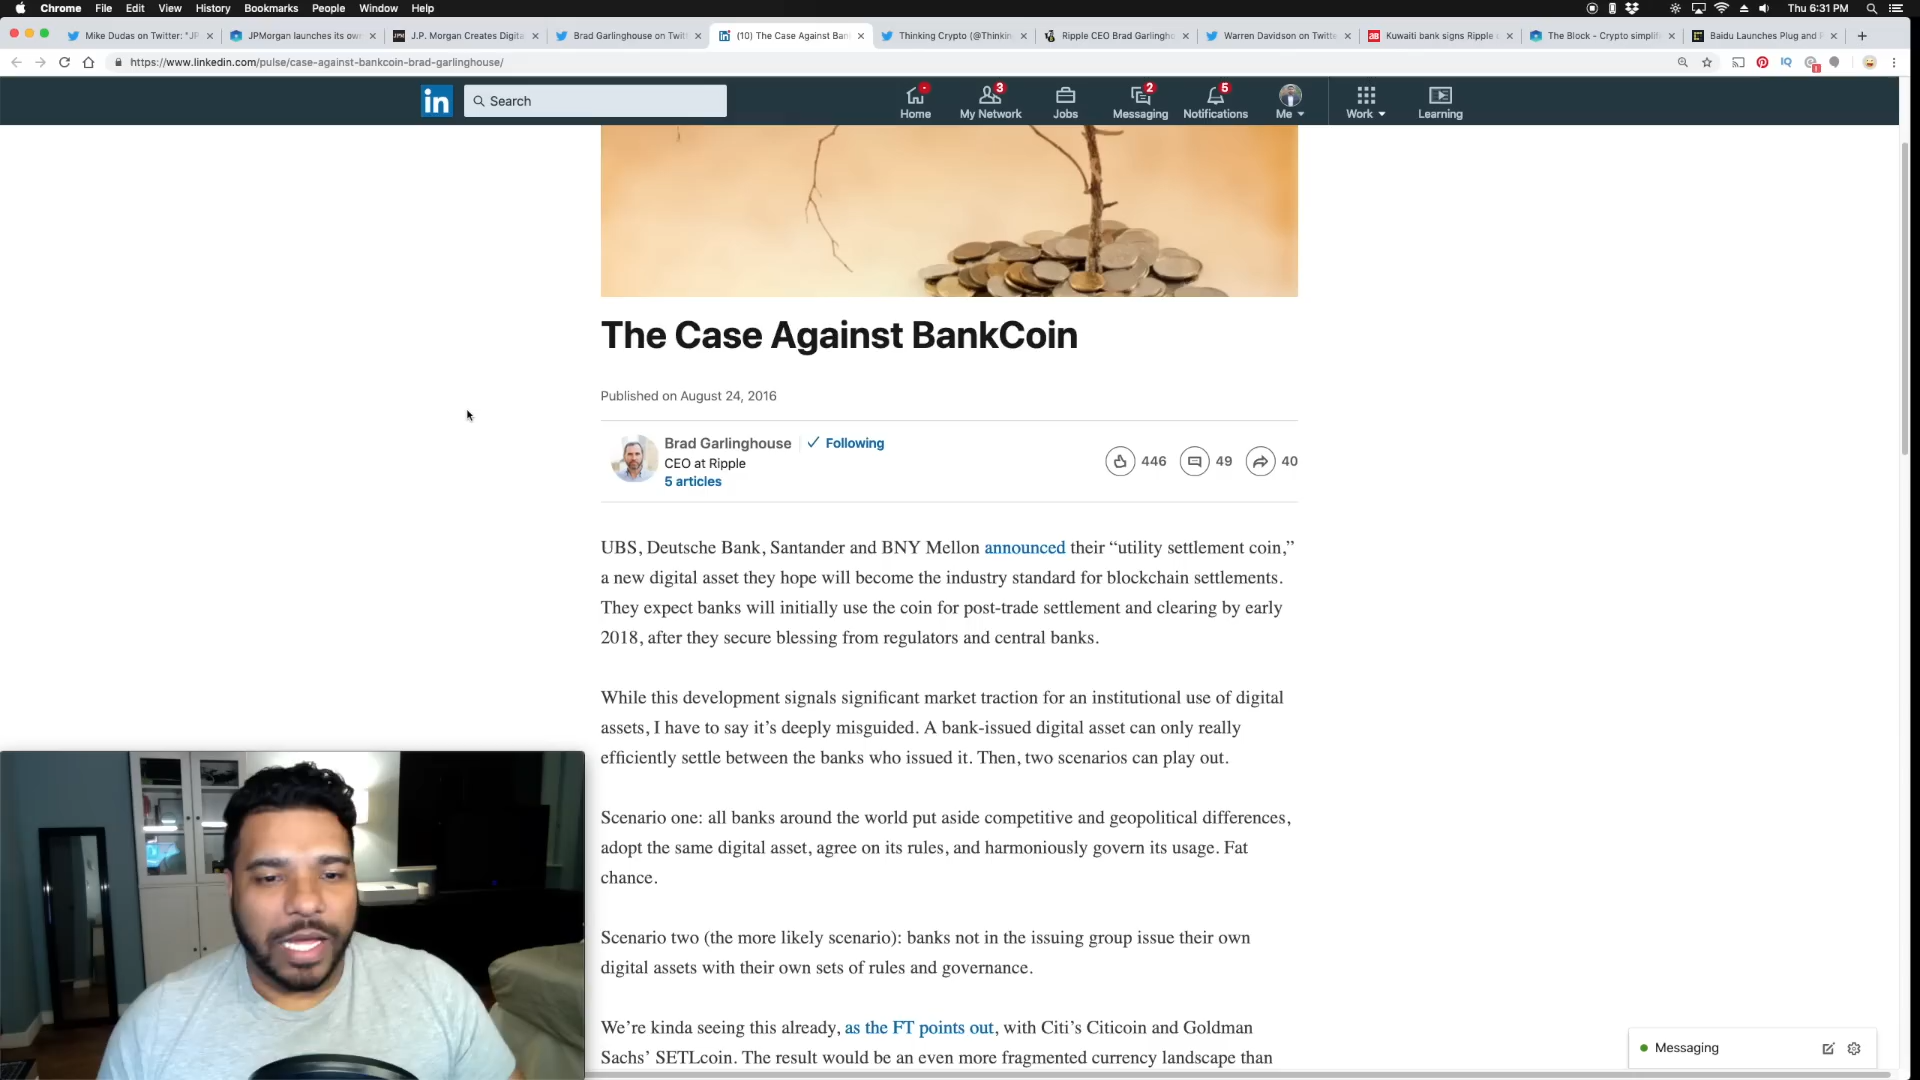 Chrome File Edit View History Bookmarks People Window Help
Thu 6:31 PM
Mike Dudas on Twitter: "JP
JPMorgan launches its own
J.P. Morgan Creates Digita
Brad Garlinghouse on Twitt
(10) The Case Against Ban
Thinking Crypto (@Thinkin
Ripple CEO Brad Garlingho
Warren Davidson on Twitte
Kuwaiti bank signs Ripple
The Block - Crypto simplifi
Baidu Launches Plug and
https://www.linkedin.com/pulse/case-against-bankcoin-brad-garlinghouse/
in Search
Home
3 My Network
Jobs
2 Messaging
5 Notifications
Me
Work
Learning
The Case Against BankCoin
Published on August 24, 2016
Brad Garlinghouse Following
CEO at Ripple
5 articles
446 49 40
UBS, Deutsche Bank, Santander and BNY Mellon announced their “utility settlement coin,”
a new digital asset they hope will become the industry standard for blockchain settlements.
They expect banks will initially use the coin for post-trade settlement and clearing by early
2018, after they secure blessing from regulators and central banks.
While this development signals significant market traction for an institutional use of digital
assets, I have to say it’s deeply misguided. A bank-issued digital asset can only really
efficiently settle between the banks who issued it. Then, two scenarios can play out.
Scenario one: all banks around the world put aside competitive and geopolitical differences,
adopt the same digital asset, agree on its rules, and harmoniously govern its usage. Fat
chance.
Scenario two (the more likely scenario): banks not in the issuing group issue their own
digital assets with their own sets of rules and governance.
We’re kinda seeing this already, as the FT points out, with Citi’s Citicoin and Goldman
Sachs’ SETLcoin. The result would be an even more fragmented currency landscape than
Messaging